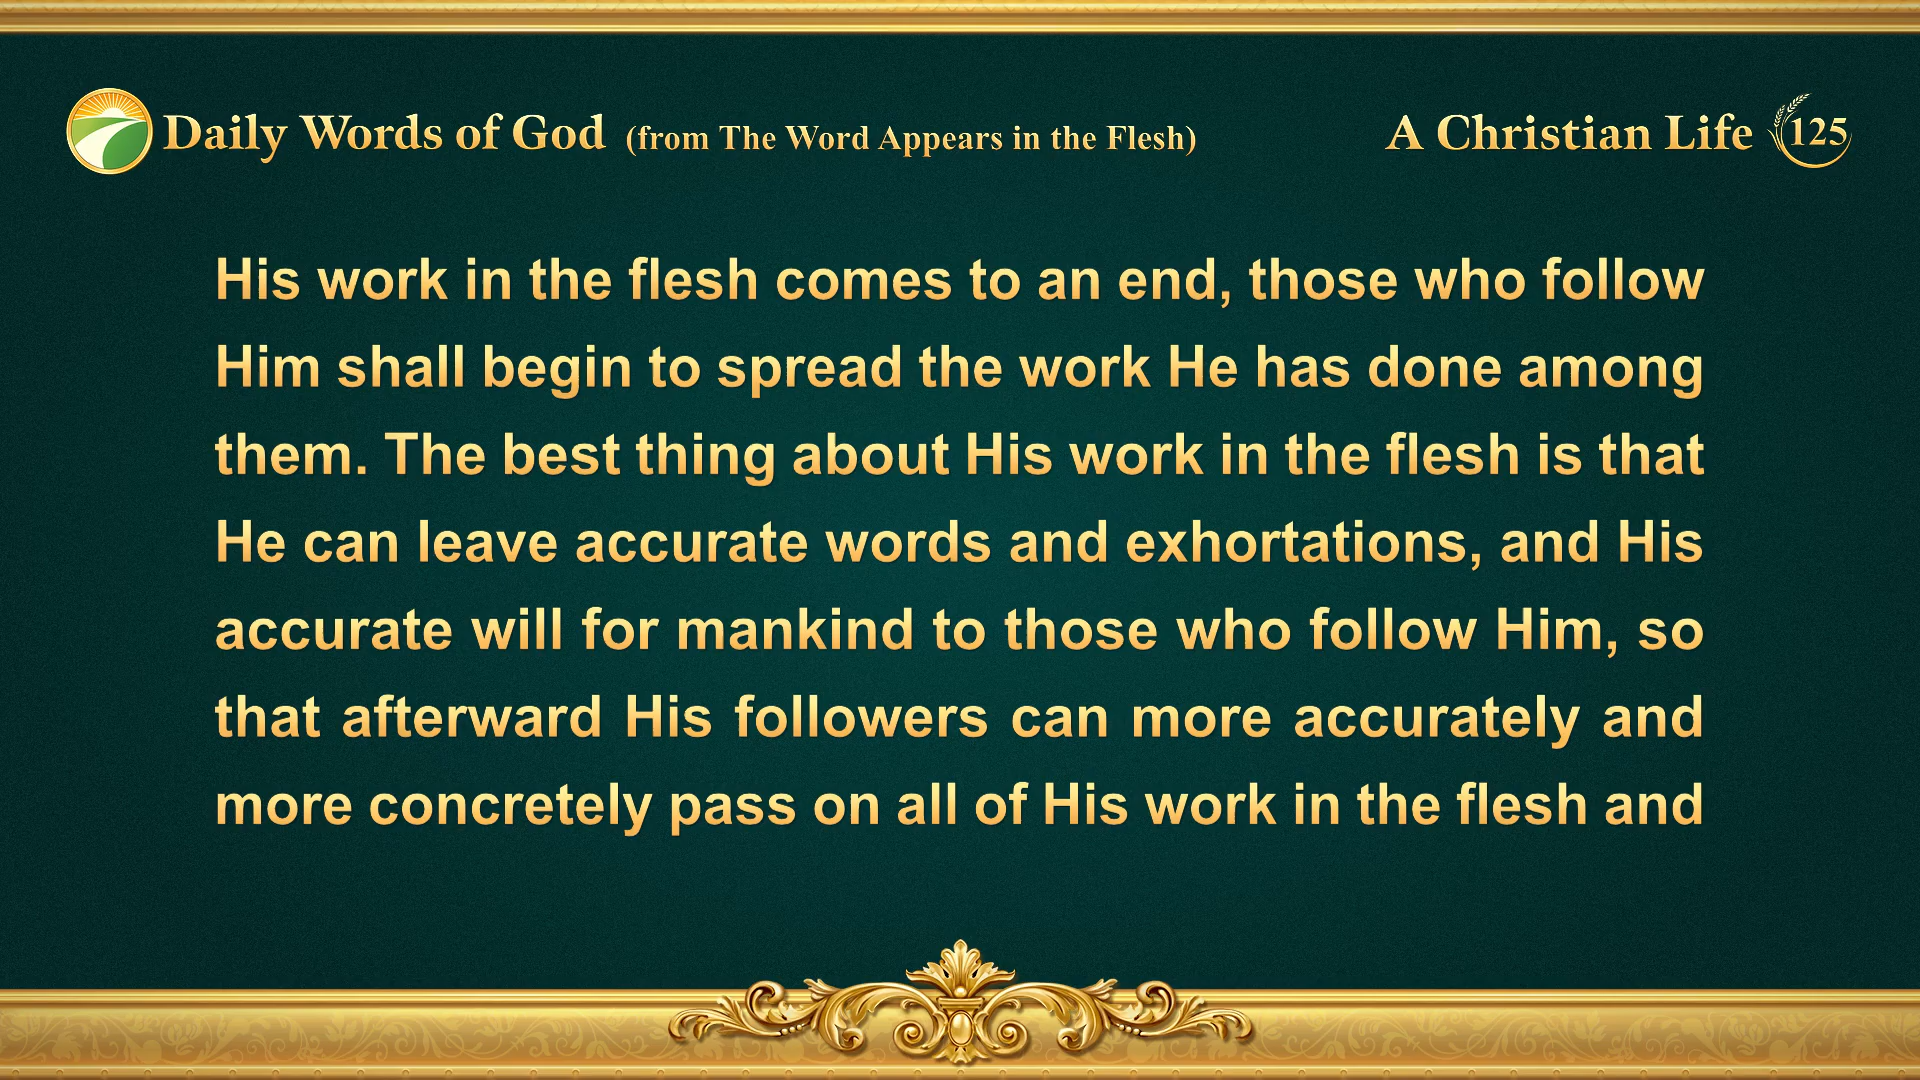 Daily Words of God (from The Word Appears in the Flesh)
A Christian Life 125
His work in the flesh comes to an end, those who follow
Him shall begin to spread the work He has done among
them. The best thing about His work in the flesh is that
He can leave accurate words and exhortations, and His
accurate will for mankind to those who follow Him, so
that afterward His followers can more accurately and
more concretely pass on all of His work in the flesh and